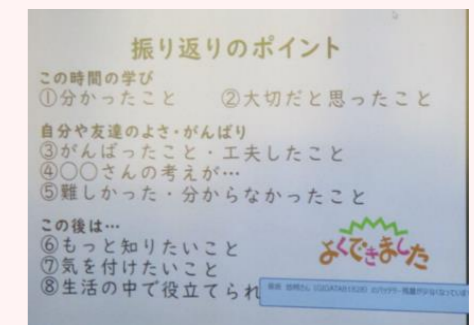 振り返りのポイント
この時間の学び
①分かったこと　②大切だと思ったこと
自分や友達のよさ・がんばり
③がんばったこと・工夫したこと
④○○さんの考えが…
⑤難しかった・分からなかったこと
この後は…
⑥もっと知りたいこと
⑦気を付けたいこと
⑧生活の中で役立てられ
よくできました